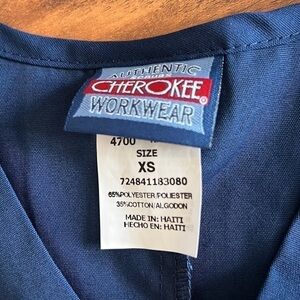 AUTHENTIC
SCRUBS
CHEROKEE
WORKWEAR
4700
SIZE
XS
724841183080
65%POLYESTER/POLIESTER
35%COTTON/ALGODON
MADE IN: HAITI
HECHO EN: HAITI